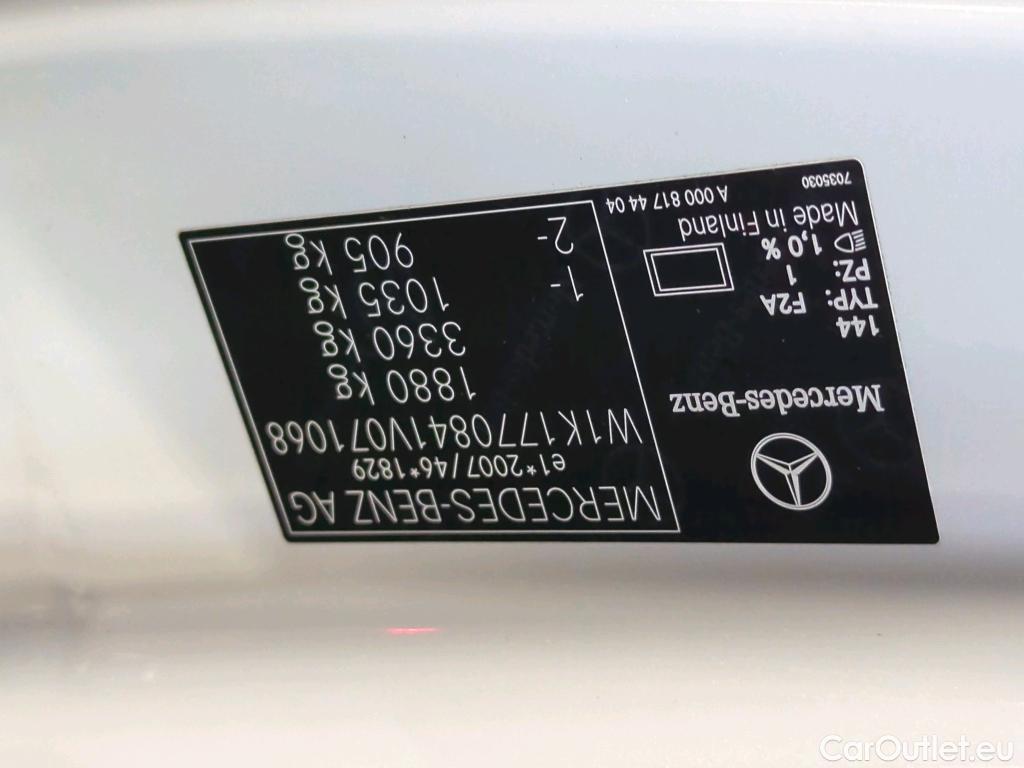 MERCEDES-BENZ AG
e1*2007/46*1829
W1K1770841V071068
1880 kg
3360 kg
1- 1035 kg
2- 905 kg
Mercedes-Benz
144
TYP: F2A
PZ: 1
1,0 %
Made in Finland
A 000 817 44 04
7035030
CarOutlet.eu